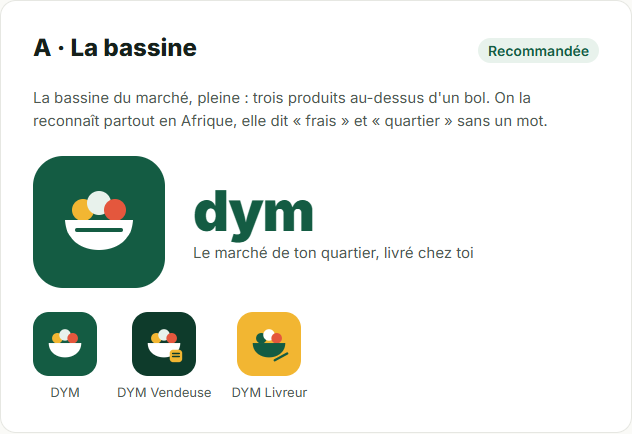 A · La bassine
Recommandée
La bassine du marché, pleine : trois produits au-dessus d'un bol. On la
reconnaît partout en Afrique, elle dit « frais » et « quartier » sans un mot.
dym
Le marché de ton quartier, livré chez toi
DYM
DYM Vendeuse
DYM Livreur